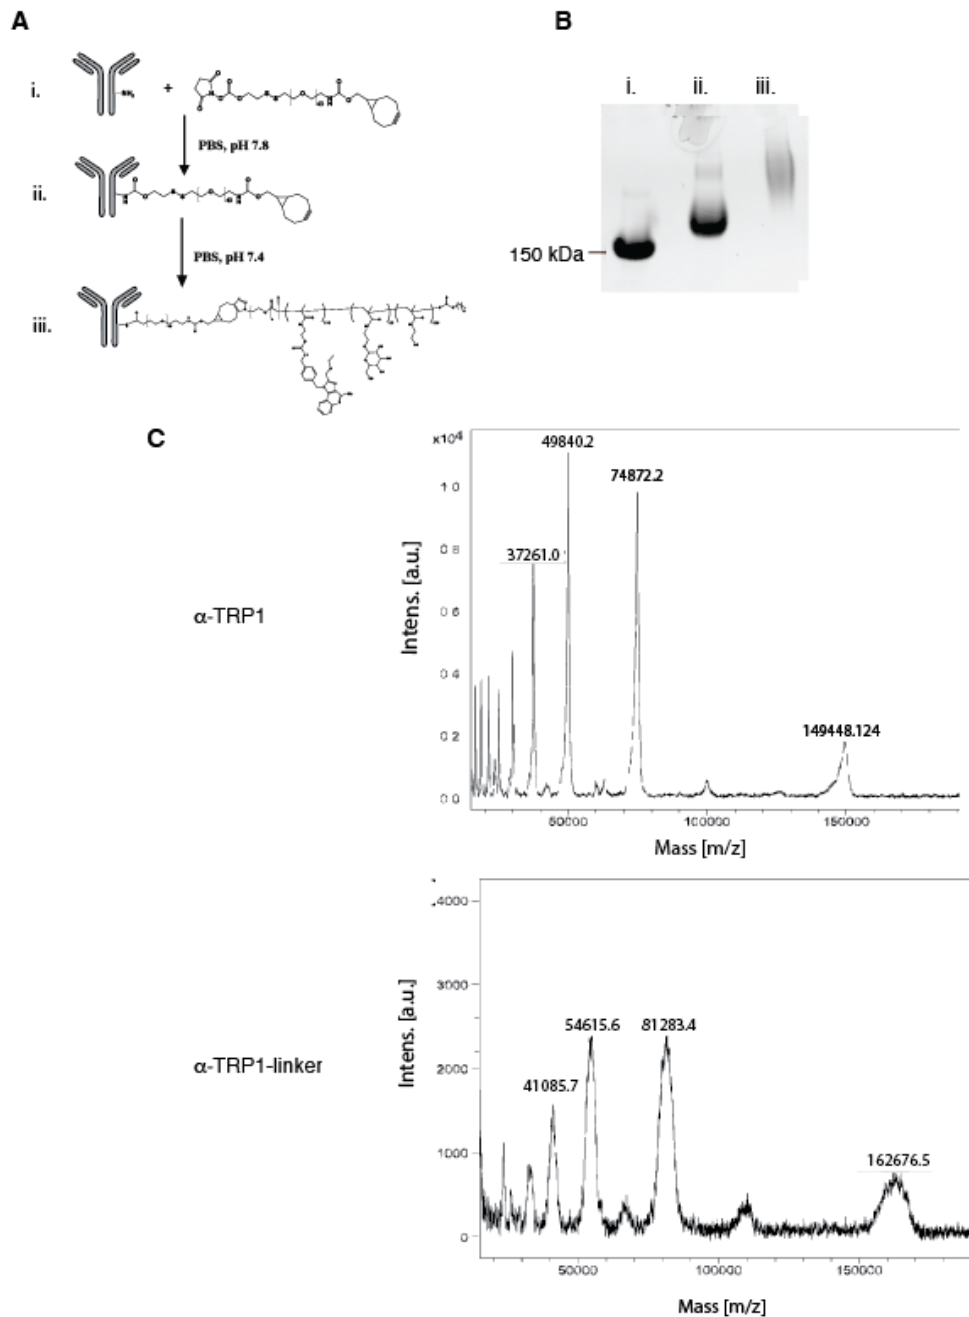 A
B
i.
+
PBS, pH 7.8
ii.
PBS, pH 7.4
iii.
i. ii. iii.
150 kDa
C
α-TRP1
x10⁴
49840.2
74872.2
37261.0
149448.124
1 0
0 8
0 6
0 4
0 2
0 0
Intens. [a.u.]
50000 100000 150000
Mass [m/z]
α-TRP1-linker
4000
3000
2000
1000
0
Intens. [a.u.]
54615.6 81283.4
41085.7
162676.5
50000 100000 150000
Mass [m/z]